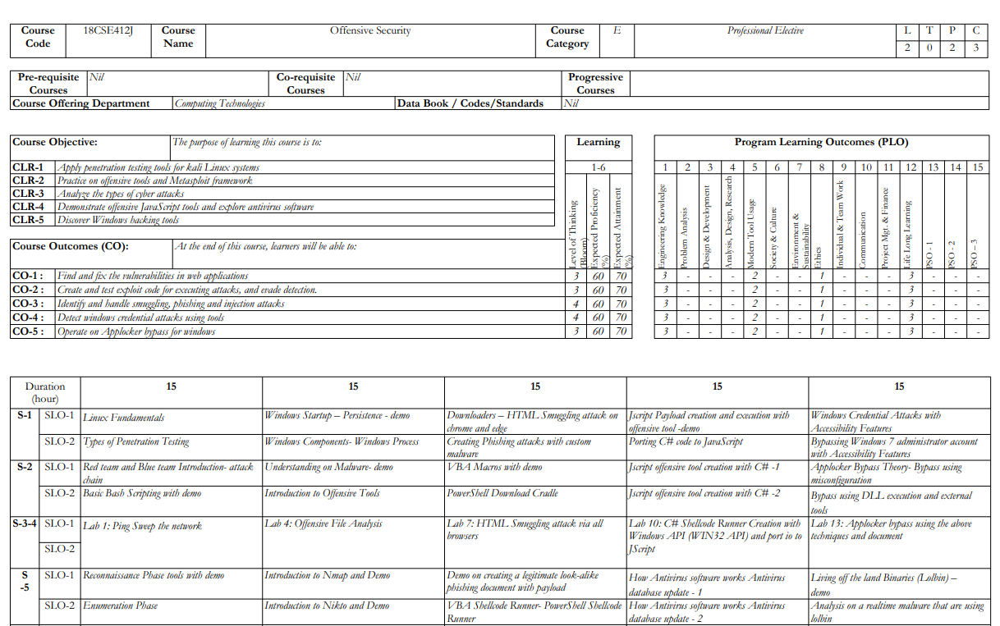 Course Code 18CSE412J Course Name Offensive Security Course Category E Professional Elective L T P C
2 0 2 3
Pre-requisite Courses Nil Co-requisite Courses Nil Progressive Courses
Course Offering Department Computing Technologies Data Book / Codes/Standards Nil
Course Objective: The purpose of learning this course is to: Learning Program Learning Outcomes (PLO)
CLR-1 Apply penetration testing tools for kali Linux systems 1-6 1 2 3 4 5 6 7 8 9 10 11 12 13 14 15
CLR-2 Practice on offensive tools and Metasploit framework
CLR-3 Analyze the types of cyber attacks
CLR-4 Demonstrate offensive JavaScript tools and explore antivirus software
CLR-5 Discover Windows hacking tools
Level of Thinking (Bloom)
Expected Proficiency (%)
Expected Attainment (%)
Engineering Knowledge
Problem Analysis
Design & Development
Analysis, Design, Research
Modern Tool Usage
Society & Culture
Environment & Sustainability
Ethics
Individual & Team Work
Communication
Project Mgt. & Finance
Life Long Learning
PSO - 1
PSO - 2
PSO – 3
Course Outcomes (CO): At the end of this course, learners will be able to:
CO-1 : Find and fix the vulnerabilities in web applications 3 60 70 3 - - - 2 - - 1 - - - 3 - - -
CO-2 : Create and test exploit code for executing attacks, and evade detection. 3 60 70 3 - - - 2 - - 1 - - - 3 - - -
CO-3 : Identify and handle smuggling, phishing and injection attacks 4 60 70 3 - - - 2 - - 1 - - - 3 - - -
CO-4 : Detect windows credential attacks using tools 4 60 70 3 - - - 2 - - 1 - - - 3 - - -
CO-5 : Operate on Applocker bypass for windows 3 60 70 3 - - - 2 - - 1 - - - 3 - - -
Duration (hour) 15 15 15 15 15
S-1 SLO-1 Linux Fundamentals Windows Startup – Persistence - demo Downloaders – HTML Smuggling attack on chrome and edge Jscript Payload creation and execution with offensive tool -demo Windows Credential Attacks with Accessibility Features
SLO-2 Types of Penetration Testing Windows Components- Windows Process Creating Phishing attacks with custom malware Porting C# code to JavaScript Bypassing Windows 7 administrator account with Accessibility Features
S-2 SLO-1 Red team and Blue team Introduction- attack chain Understanding on Malware- demo VBA Macros with demo Jscript offensive tool creation with C# -1 Applocker Bypass Theory- Bypass using misconfiguration
SLO-2 Basic Bash Scripting with demo Introduction to Offensive Tools PowerShell Download Cradle Jscript offensive tool creation with C# -2 Bypass using DLL execution and external tools
S-3-4 SLO-1 Lab 1: Ping Sweep the network Lab 4: Offensive File Analysis Lab 7: HTML Smuggling attack via all browsers Lab 10: C# Shellcode Runner Creation with Windows API (WIN32 API) and port io to JScript Lab 13: Applocker bypass using the above techniques and document
SLO-2
S -5 SLO-1 Reconnaissance Phase tools with demo Introduction to Nmap and Demo Demo on creating a legitimate look-alike phishing document with payload How Antivirus software works Antivirus database update - 1 Living off the land Binaries (Lolbin) – demo
SLO-2 Enumeration Phase Introduction to Nikto and Demo VBA Shellcode Runner- PowerShell Shellcode Runner How Antivirus software works Antivirus database update - 2 Analysis on a realtime malware that are using lolbin